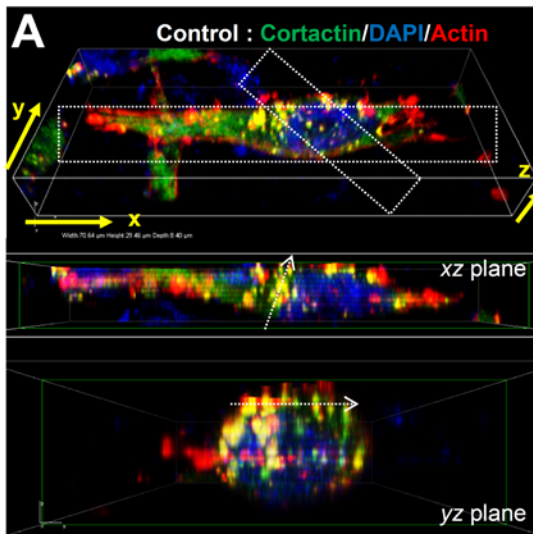 A
Control : Cortactin/DAPI/Actin
y
z
x
Width:70.64 µm Height:29.46 µm Depth:8.40 µm
xz plane
yz plane